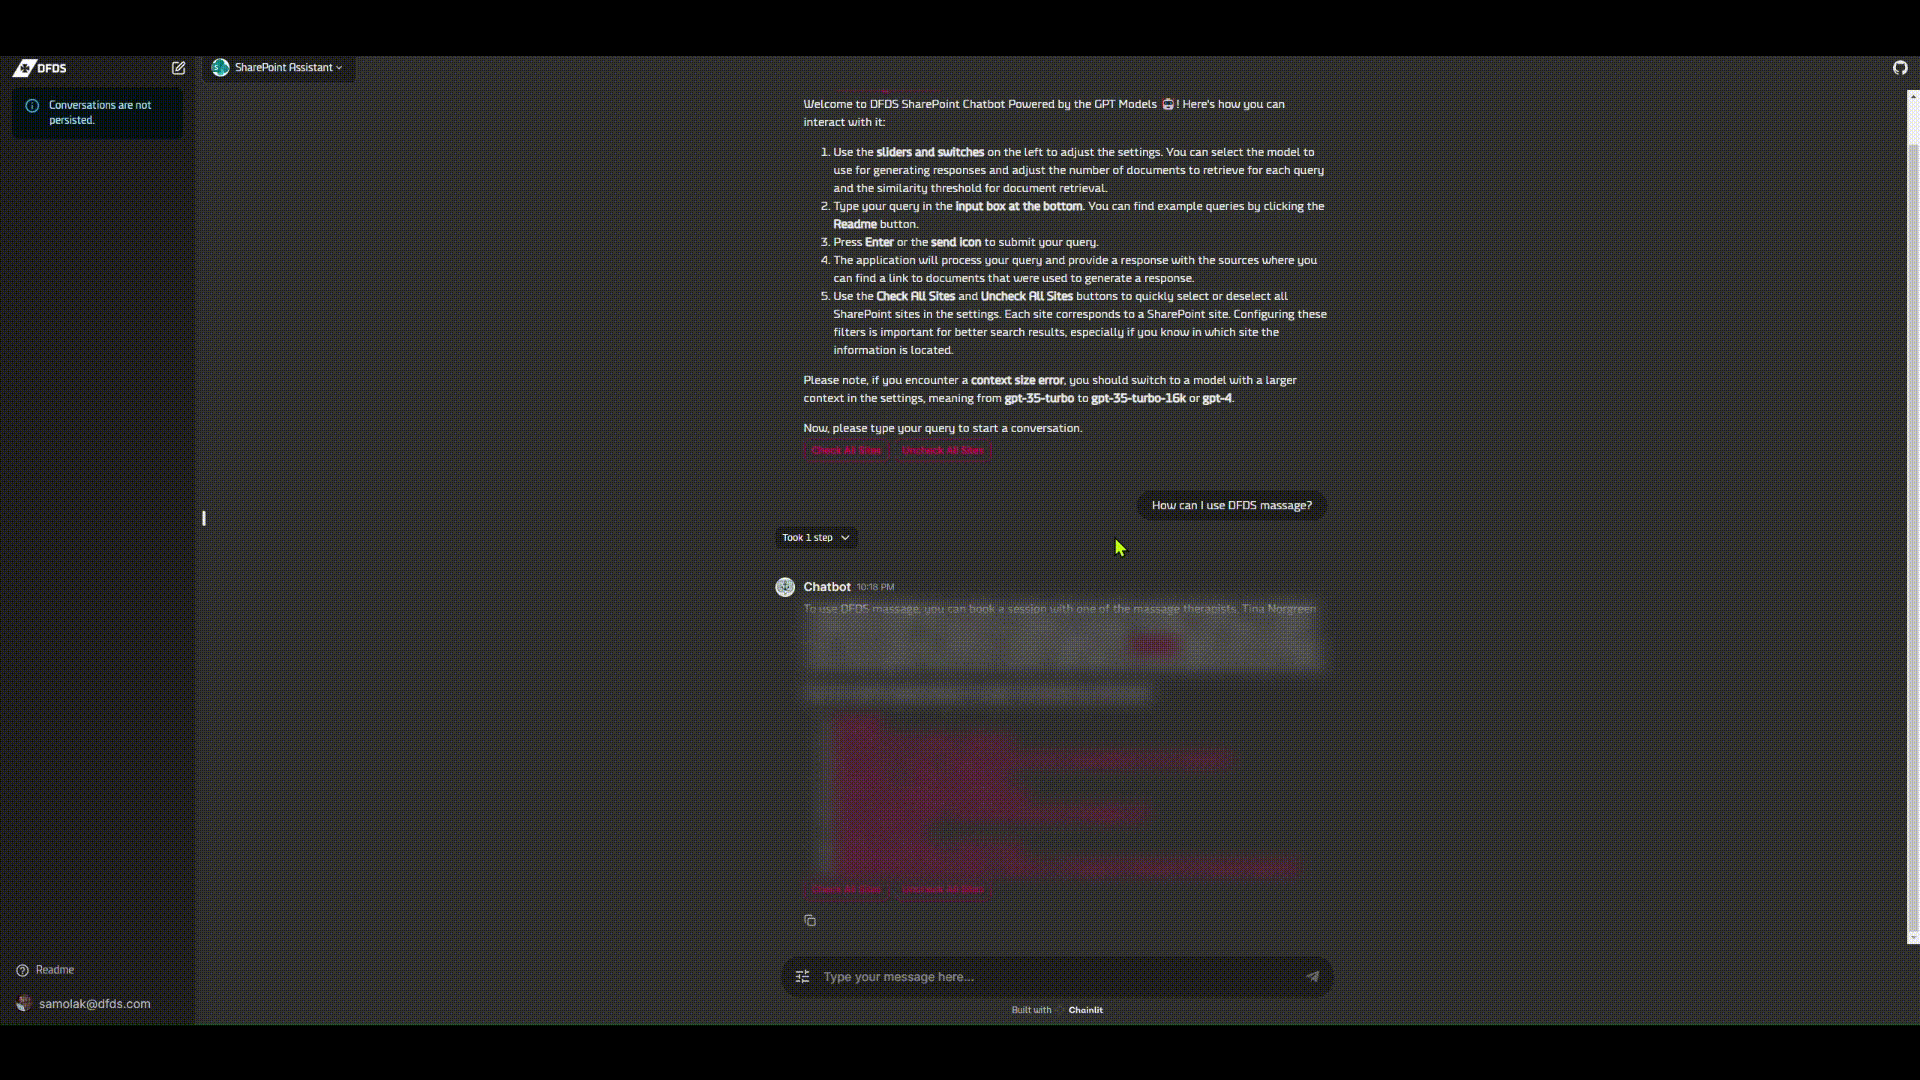 DFDS
SharePoint Assistant
Conversations are not
persisted.
Welcome to DFDS SharePoint Chatbot Powered by the GPT Models 🤖! Here's how you can
interact with it:
1. Use the sliders and switches on the left to adjust the settings. You can select the model to
use for generating responses and adjust the number of documents to retrieve for each query
and the similarity threshold for document retrieval.
2. Type your query in the input box at the bottom. You can find example queries by clicking the
Readme button.
3. Press Enter or the send icon to submit your query.
4. The application will process your query and provide a response with the sources where you
can find a link to documents that were used to generate a response.
5. Use the Check All Sites and Uncheck All Sites buttons to quickly select or deselect all
SharePoint sites in the settings. Each site corresponds to a SharePoint site. Configuring these
filters is important for better search results, especially if you know in which site the
information is located.
Please note, if you encounter a context size error, you should switch to a model with a larger
context in the settings, meaning from gpt-35-turbo to gpt-35-turbo-16k or gpt-4.
Now, please type your query to start a conversation.
Check All Sites Uncheck All Sites
How can I use DFDS massage?
Took 1 step
Chatbot 10:18 PM
To use DFDS massage, you can book a session with one of the massage therapists, Tina Norgreen
Check All Sites Uncheck All Sites
Type your message here...
Built with Chainlit
Readme
samolak@dfds.com